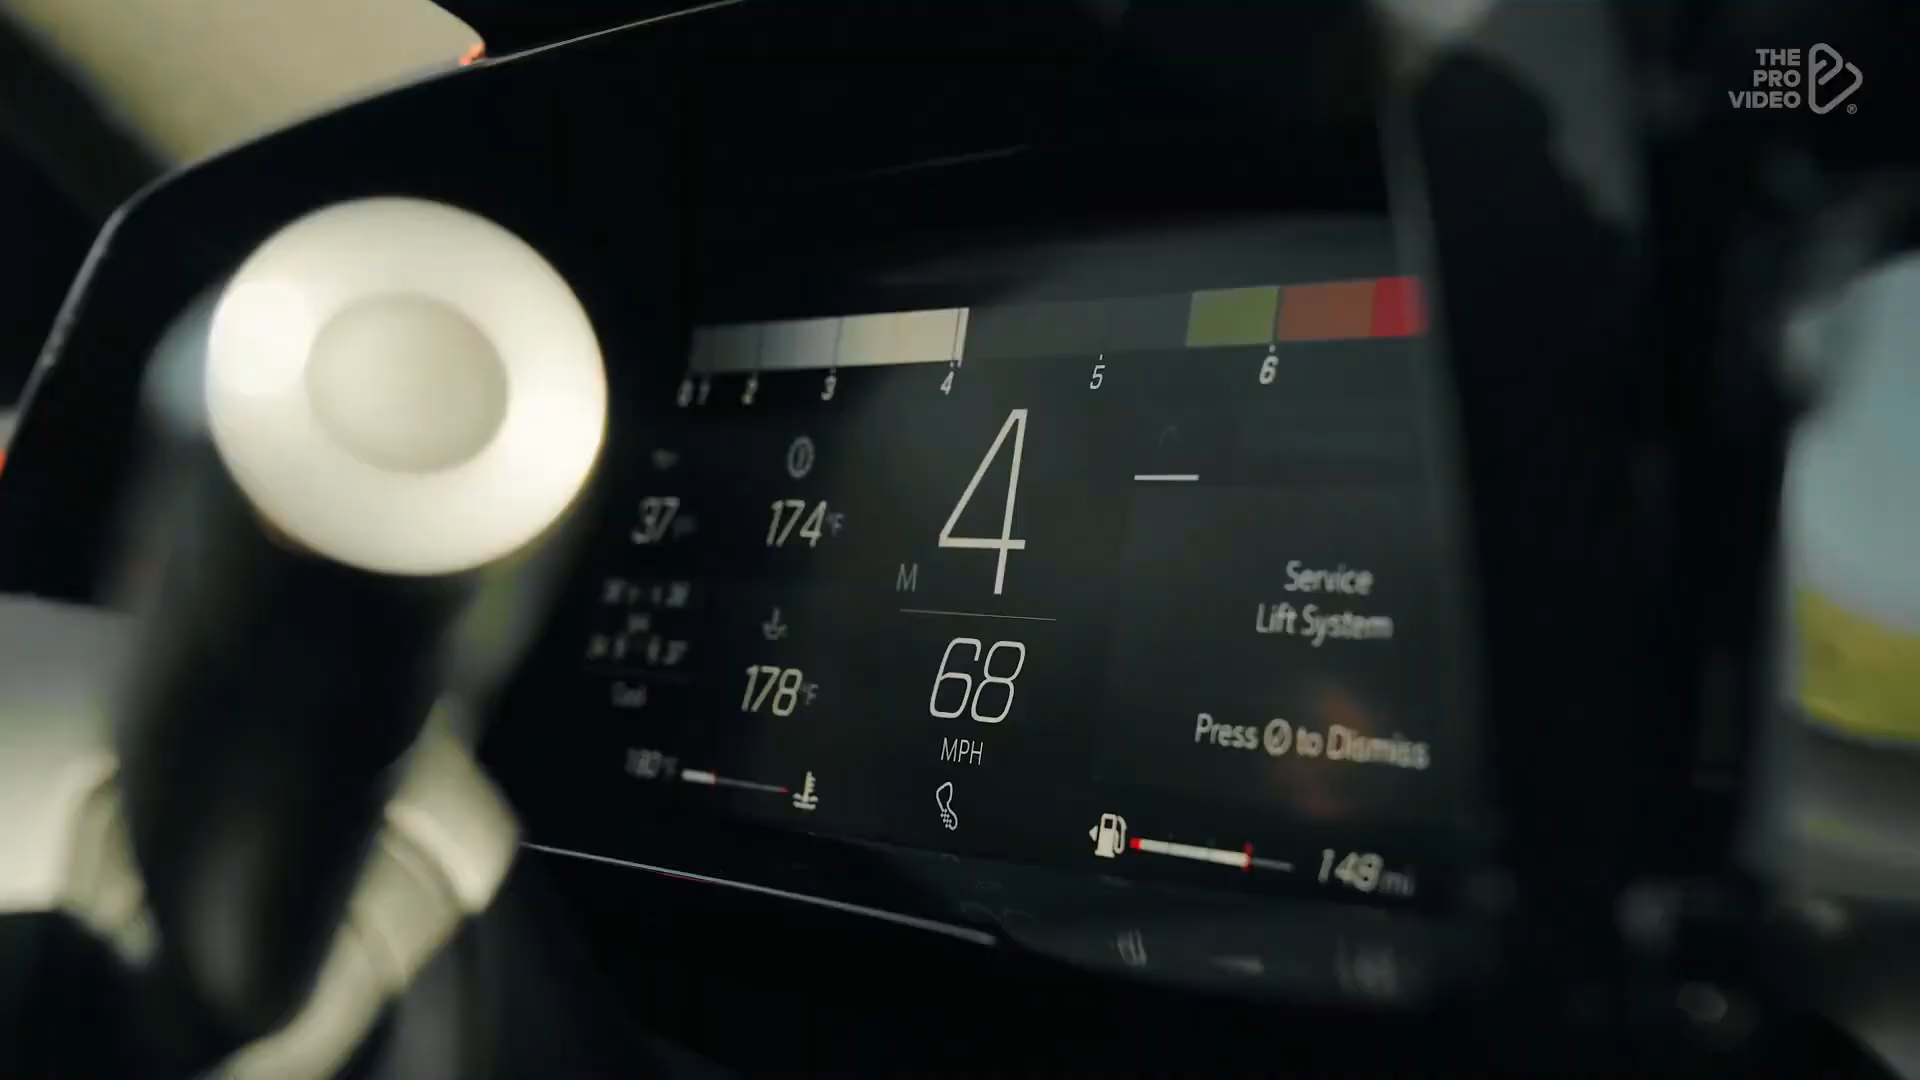 THE
PRO
VIDEO
®
0 1 2 3 4 5 6
4
37
174°F
M
Service
Lift System
68
178°F
MPH
Press to Dismiss
148 mi